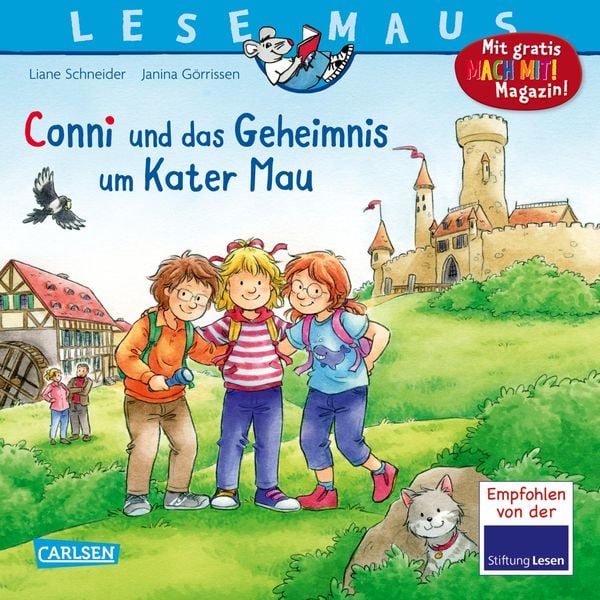 LESEMAUS
Liane Schneider Janina Görrissen
Mit gratis
MACH MIT!
Magazin!
Conni und das Geheimnis
um Kater Mau
CARLSEN
Empfohlen
von der
Stiftung Lesen